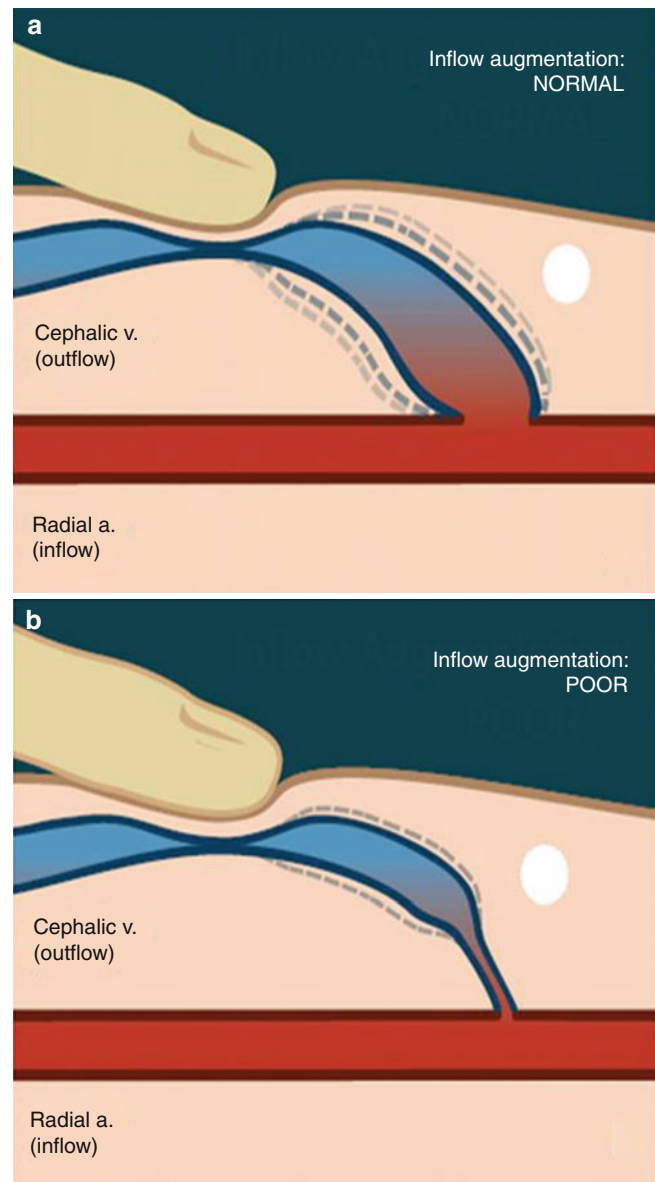 a
Inflow augmentation:
NORMAL
Cephalic v.
(outflow)
Radial a.
(inflow)
b
Inflow augmentation:
POOR
Cephalic v.
(outflow)
Radial a.
(inflow)